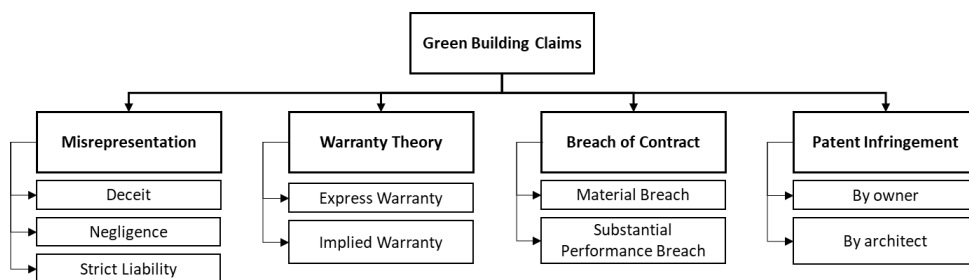 Green Building Claims
Misrepresentation
Deceit
Negligence
Strict Liability
Warranty Theory
Express Warranty
Implied Warranty
Breach of Contract
Material Breach
Substantial
Performance Breach
Patent Infringement
By owner
By architect